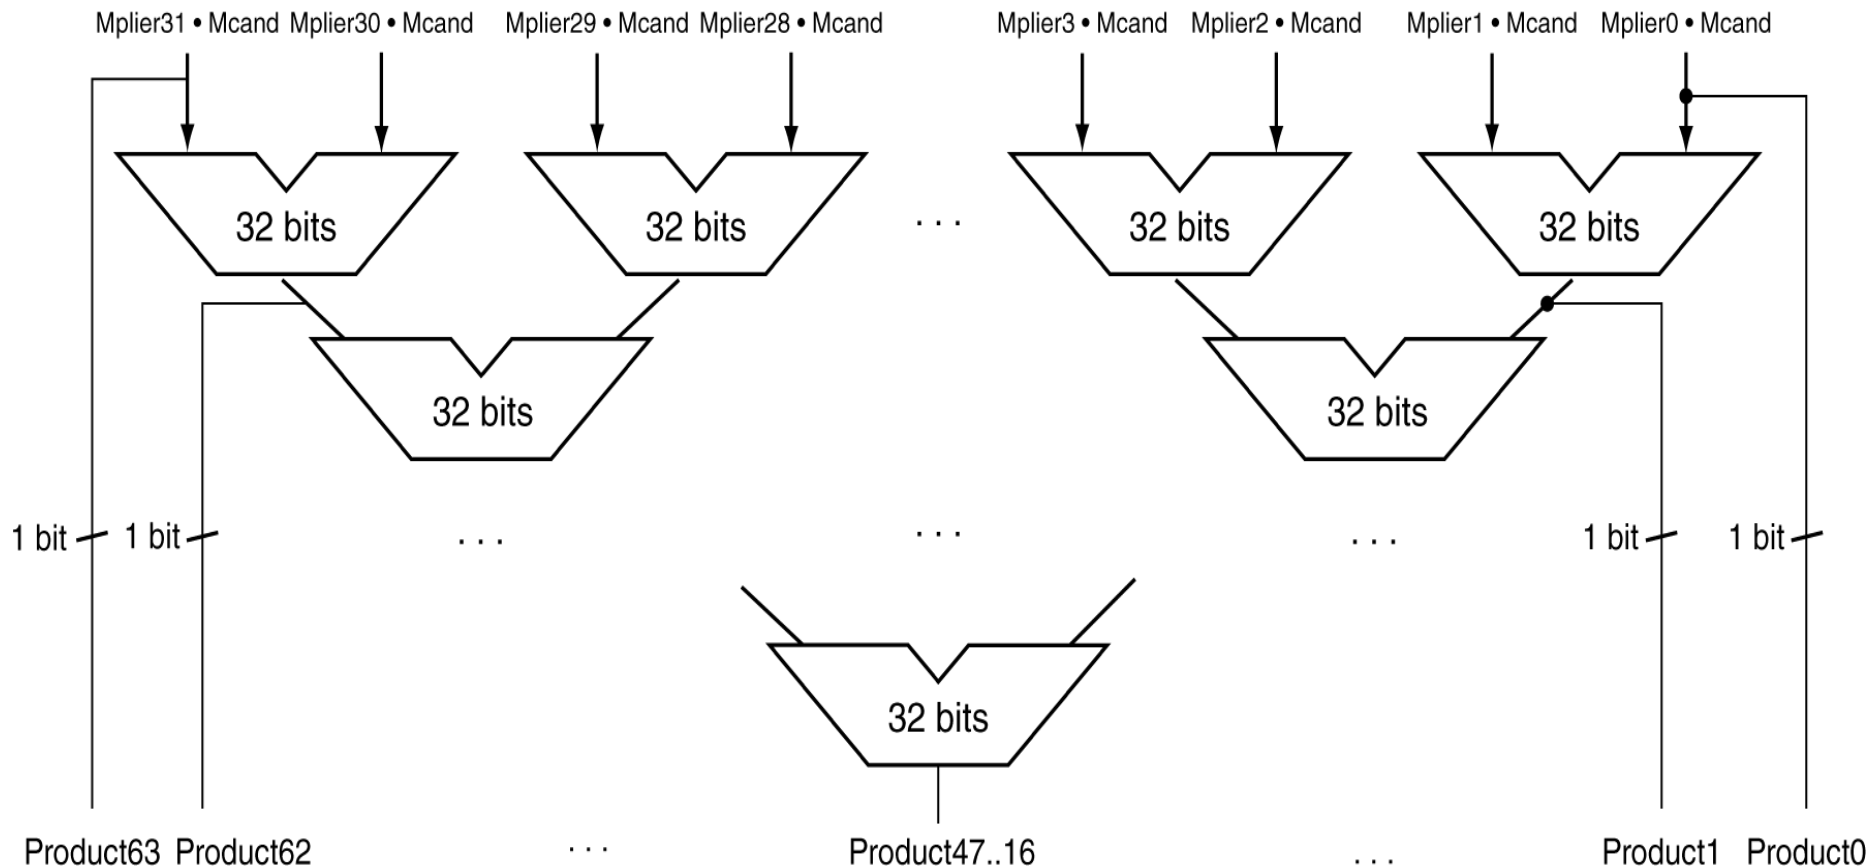 Mplier31 • Mcand Mplier30 • Mcand Mplier29 • Mcand Mplier28 • Mcand Mplier3 • Mcand Mplier2 • Mcand Mplier1 • Mcand Mplier0 • Mcand
32 bits 32 bits . . . 32 bits 32 bits
32 bits 32 bits
1 bit 1 bit . . . . . . . . . 1 bit 1 bit
32 bits
Product63 Product62 . . . Product47..16 . . . Product1 Product0